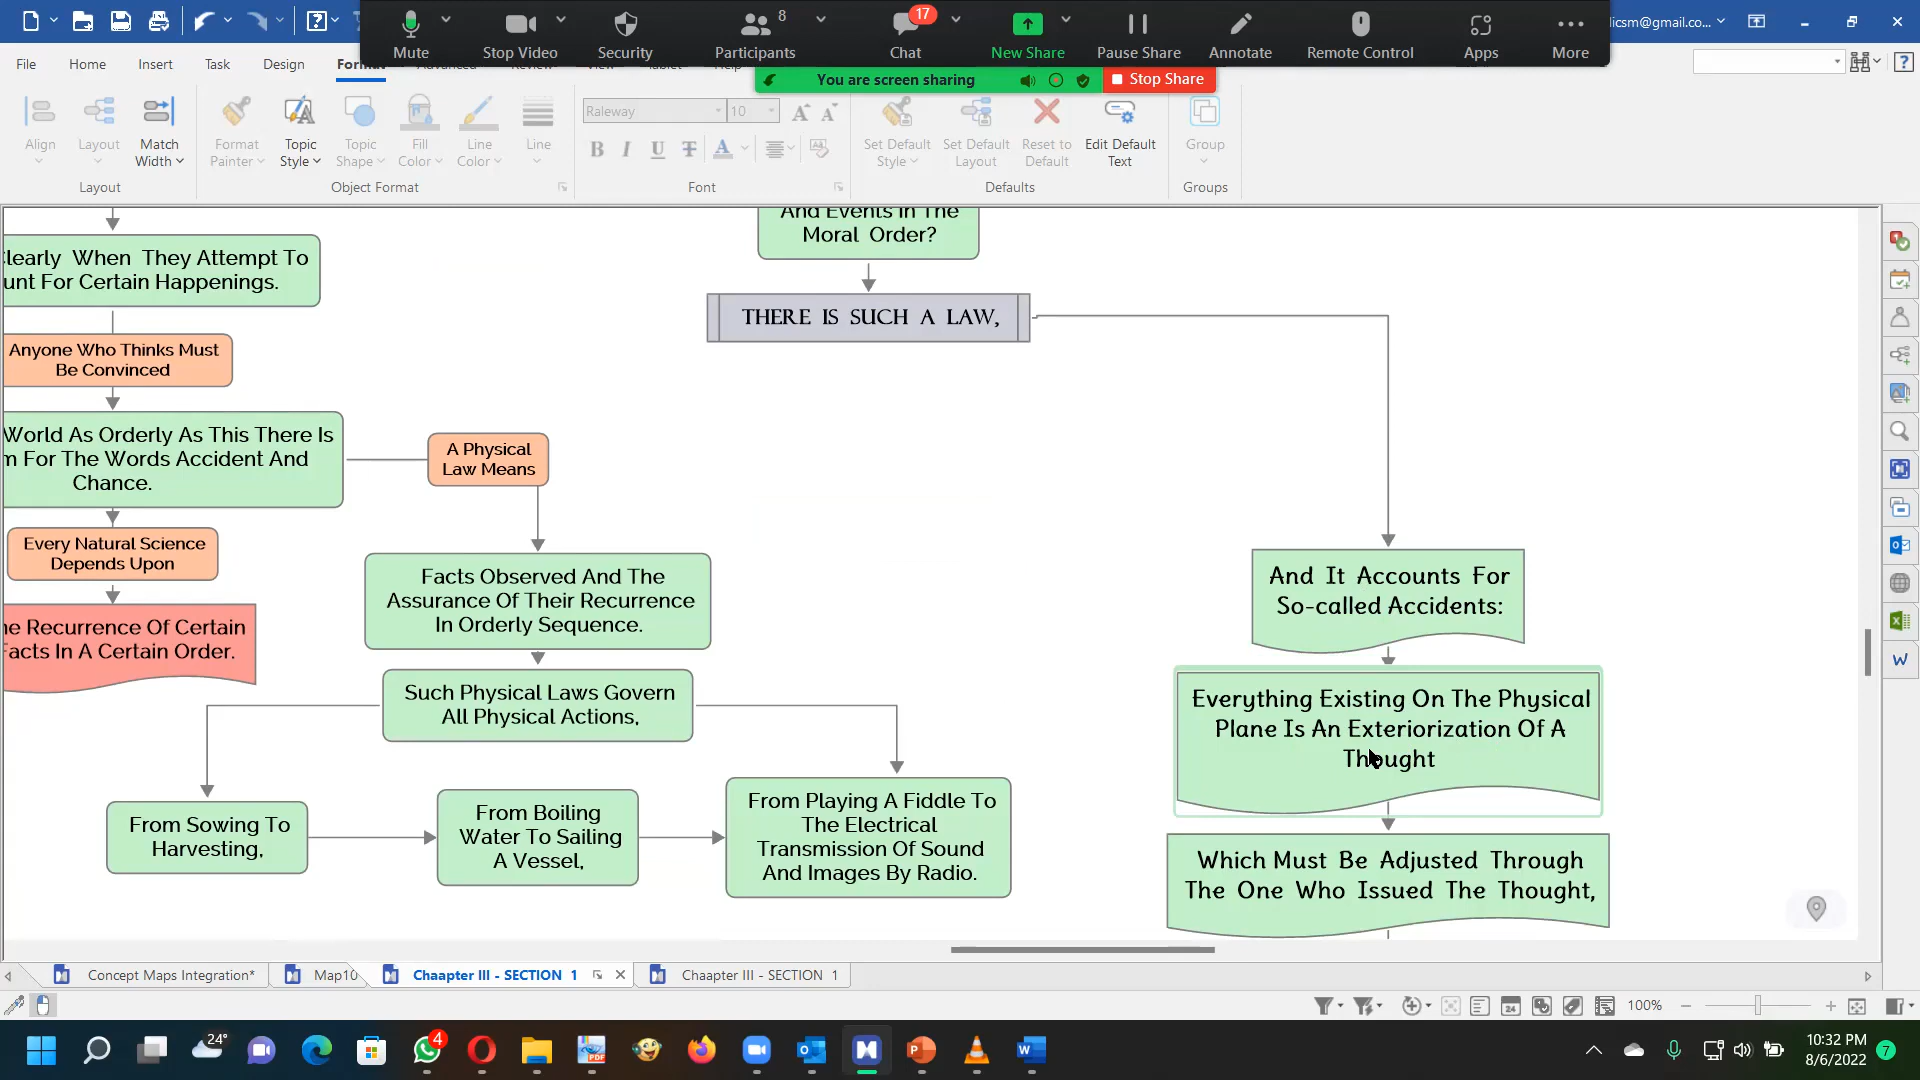 Mute
Stop Video
Security
Participants
8
Chat
17
New Share
Pause Share
Annotate
Remote Control
Apps
More
licsm@gmail.co...
You are screen sharing
Stop Share
File
Home
Insert
Task
Design
Format
Align
Layout
Match
Width
Layout
Format
Painter
Topic
Style
Topic
Shape
Fill
Color
Line
Color
Line
Object Format
Raleway
10
Font
Set Default
Style
Set Default
Layout
Reset to
Default
Edit Default
Text
Defaults
Group
Groups
And Events In The
Moral Order?
THERE IS SUCH A LAW,
learly When They Attempt To
unt For Certain Happenings.
Anyone Who Thinks Must
Be Convinced
World As Orderly As This There Is
m For The Words Accident And
Chance.
Every Natural Science
Depends Upon
he Recurrence Of Certain
Facts In A Certain Order.
A Physical
Law Means
Facts Observed And The
Assurance Of Their Recurrence
In Orderly Sequence.
Such Physical Laws Govern
All Physical Actions,
From Sowing To
Harvesting,
From Boiling
Water To Sailing
A Vessel,
From Playing A Fiddle To
The Electrical
Transmission Of Sound
And Images By Radio.
And It Accounts For
So-called Accidents:
Everything Existing On The Physical
Plane Is An Exteriorization Of A
Thought
Which Must Be Adjusted Through
The One Who Issued The Thought,
Concept Maps Integration*
Map10
Chaapter III - SECTION 1
Chaapter III - SECTION 1
100%
24°
4
10:32 PM
8/6/2022
7